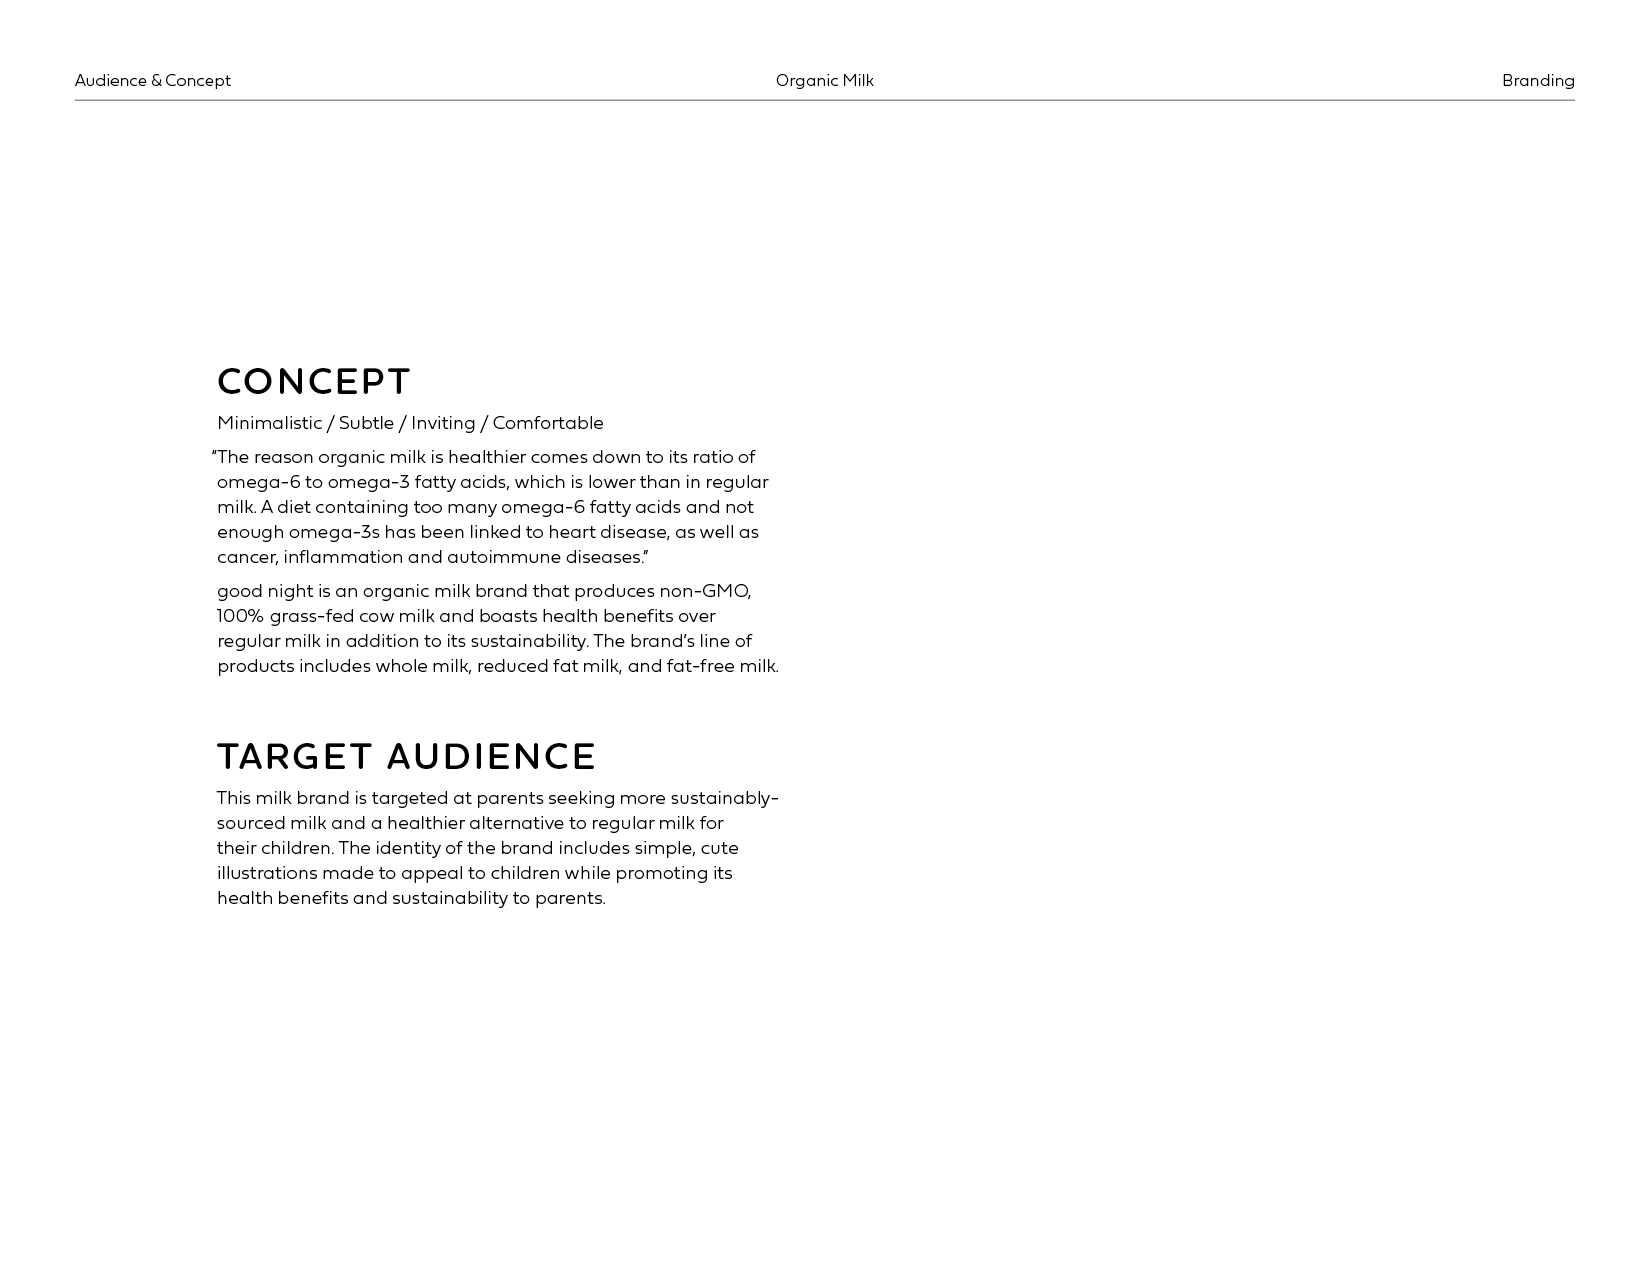 Audience & Concept
Organic Milk
Branding
CONCEPT
Minimalistic / Subtle / Inviting / Comfortable
"The reason organic milk is healthier comes down to its ratio of
omega-6 to omega-3 fatty acids, which is lower than in regular
milk. A diet containing too many omega-6 fatty acids and not
enough omega-3s has been linked to heart disease, as well as
cancer, inflammation and autoimmune diseases."
good night is an organic milk brand that produces non-GMO,
100% grass-fed cow milk and boasts health benefits over
regular milk in addition to its sustainability. The brand's line of
products includes whole milk, reduced fat milk, and fat-free milk.
TARGET AUDIENCE
This milk brand is targeted at parents seeking more sustainably-
sourced milk and a healthier alternative to regular milk for
their children. The identity of the brand includes simple, cute
illustrations made to appeal to children while promoting its
health benefits and sustainability to parents.